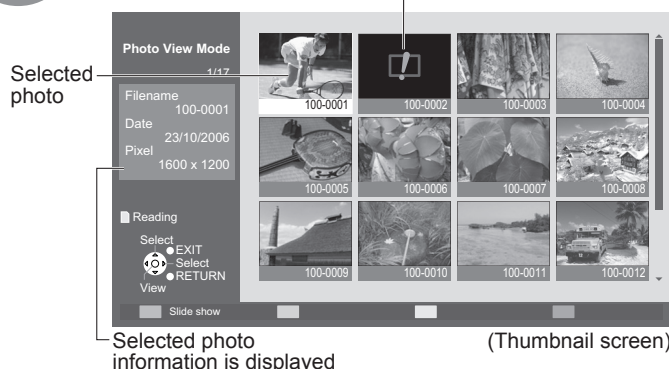 Photo View Mode
1/17
Selected
photo
Filename
100-0001
Date
23/10/2006
Pixel
1600 x 1200
Reading
Select
EXIT
Select
RETURN
View
100-0001
100-0002
100-0003
100-0004
100-0005
100-0006
100-0007
100-0008
100-0009
100-0010
100-0011
100-0012
Slide show
Selected photo
information is displayed
(Thumbnail screen)